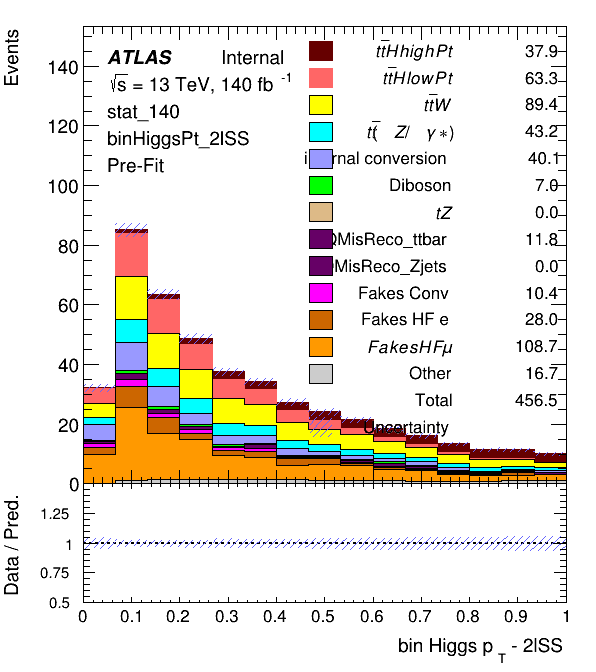 Events
ATLAS Internal
√s = 13 TeV, 140 fb -1
stat_140
binHiggsPt_2lSS
Pre-Fit
tt̅HhighPt 37.9
tt̅HlowPt 63.3
tt̅W 89.4
tt̅( Z/ γ*) 43.2
internal conversion 40.1
Diboson 7.0
tZ 0.0
QMisReco_ttbar 11.8
QMisReco_Zjets 0.0
Fakes Conv 10.4
Fakes HF e 28.0
FakesHFμ 108.7
Other 16.7
Total 456.5
Uncertainty
140
120
100
80
60
40
20
0
Data / Pred.
1.25
1
0.75
0.5
0 0.1 0.2 0.3 0.4 0.5 0.6 0.7 0.8 0.9 1
bin Higgs p T - 2lSS